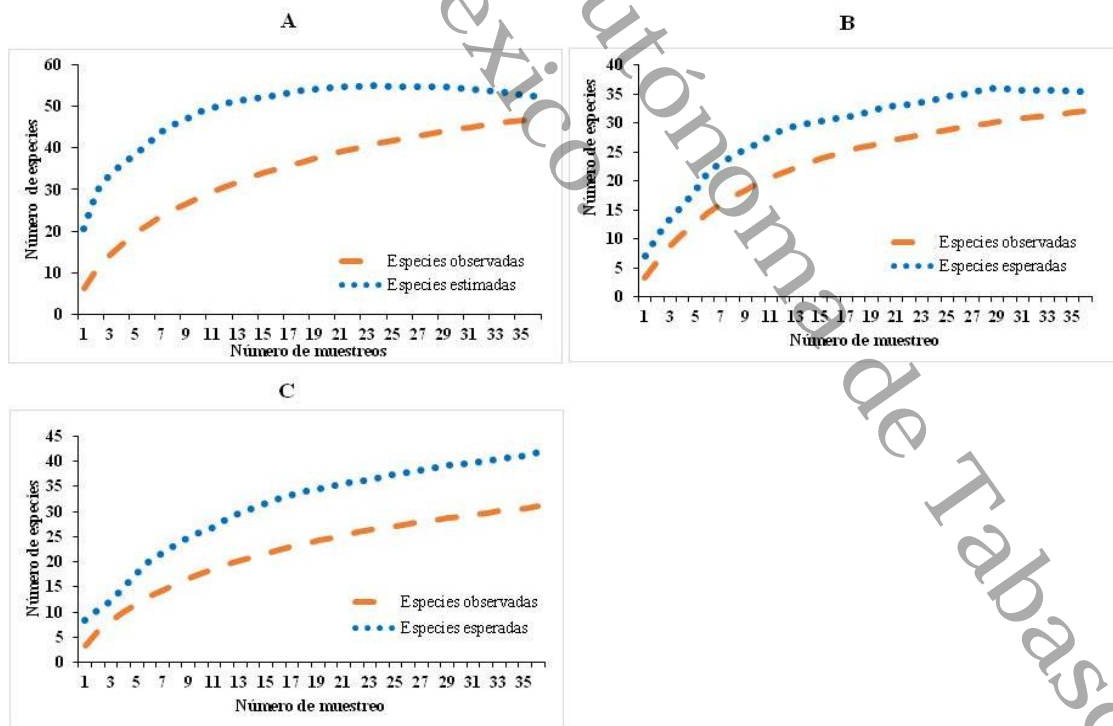 A
60
50
40
30
20
10
0
Número de especies
Especies observadas
Especies estimadas
1 3 5 7 9 11 13 15 17 19 21 23 25 27 29 31 33 35
Número de muestreos
B
40
35
30
25
20
15
10
5
0
Número de especies
Especies observadas
Especies esperadas
1 3 5 7 9 11 13 15 17 19 21 23 25 27 29 31 33 35
Número de muestreo
C
45
40
35
30
25
20
15
10
5
0
Número de especies
Especies observadas
Especies esperadas
1 3 5 7 9 11 13 15 17 19 21 23 25 27 29 31 33 35
Número de muestreo
xico.
utónoma de Tabasc